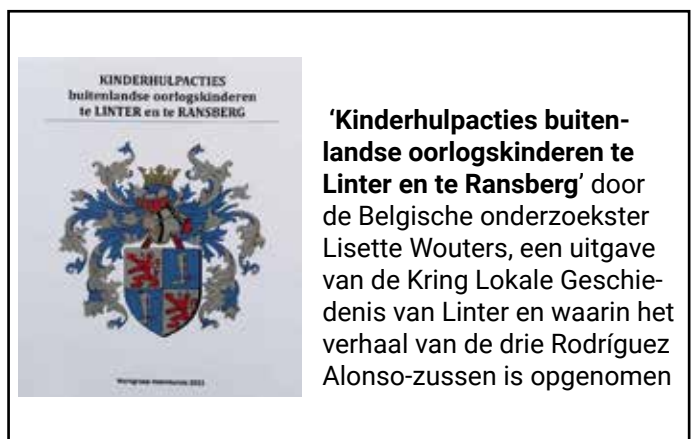 KINDERHULPACTIES
buitenlandse oorlogskinderen
te LINTER en te RANSBERG
‘Kinderhulpacties buiten-
landse oorlogskinderen te
Linter en te Ransberg’ door
de Belgische onderzoekster
Lisette Wouters, een uitgave
van de Kring Lokale Geschie-
denis van Linter en waarin het
verhaal van de drie Rodríguez
Alonso-zussen is opgenomen